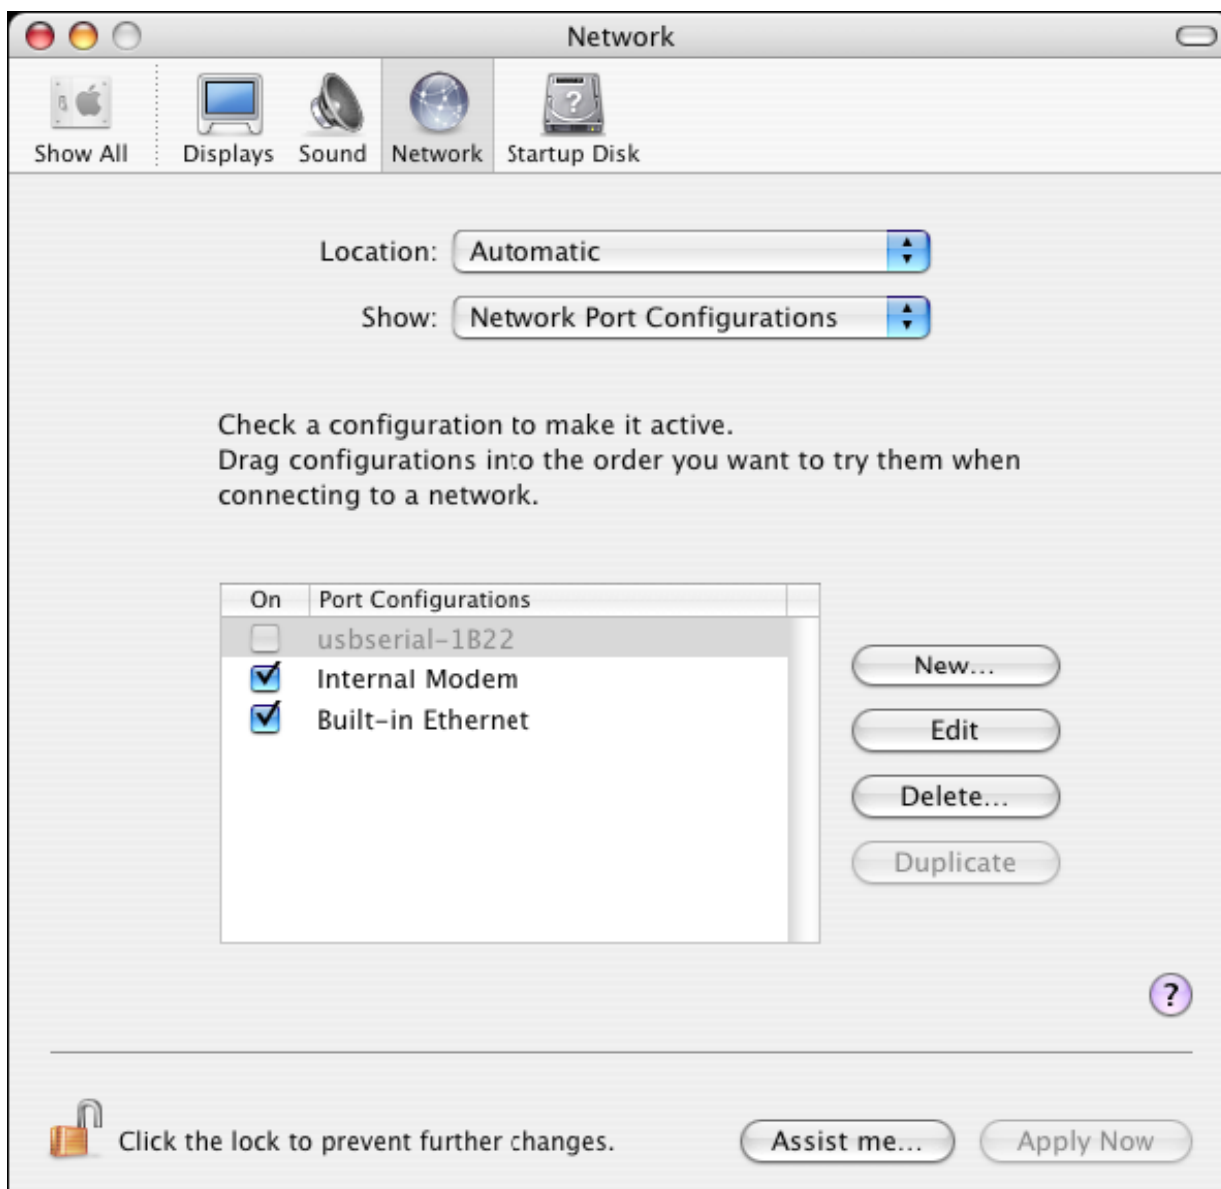 Network
Show All
Displays
Sound
Network
Startup Disk
Location: Automatic
Show: Network Port Configurations
Check a configuration to make it active.
Drag configurations into the order you want to try them when
connecting to a network.
On Port Configurations
usbserial-1B22
Internal Modem
Built-in Ethernet
New...
Edit
Delete...
Duplicate
?
Click the lock to prevent further changes.
Assist me...
Apply Now